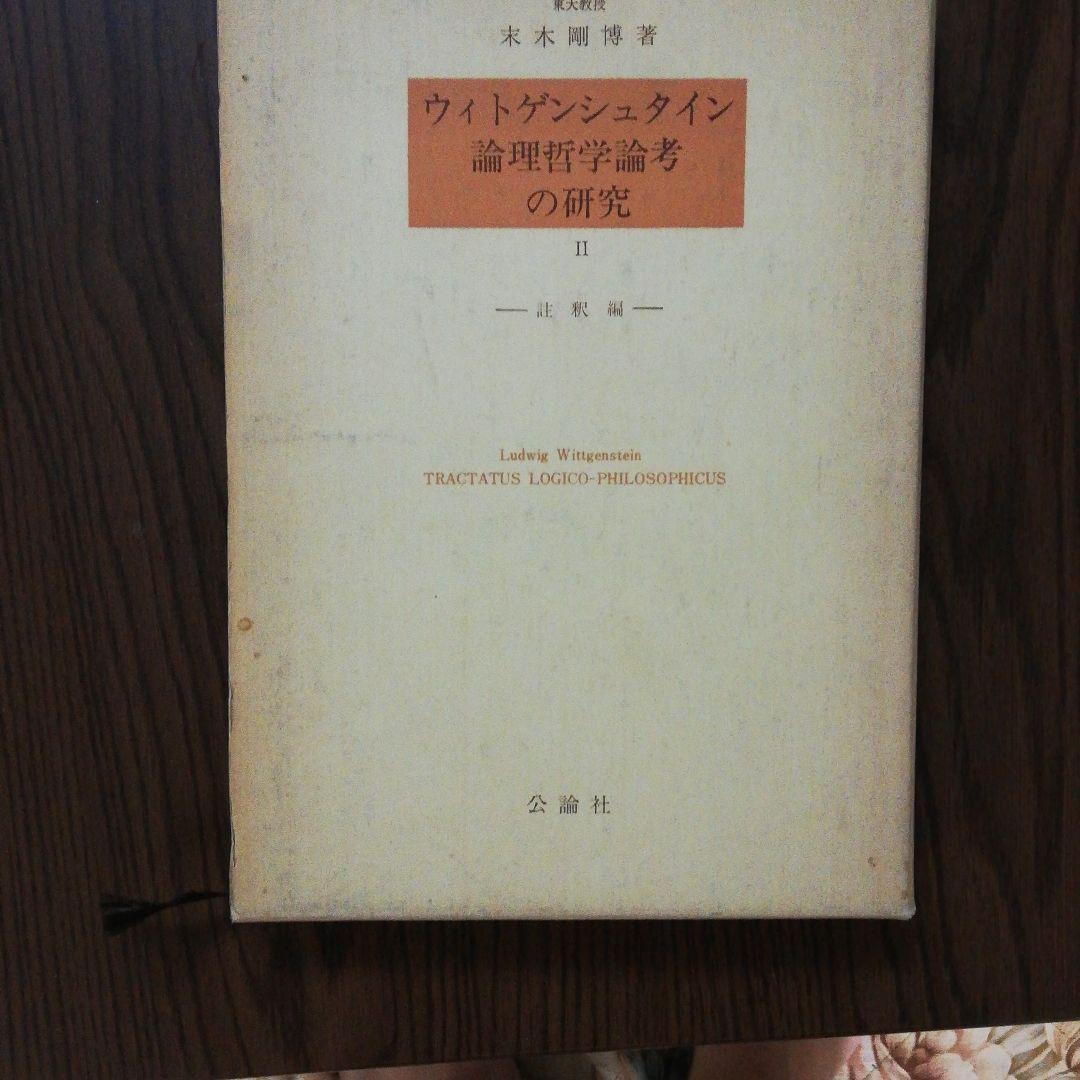 東大教授
末木剛博著
ウィトゲンシュタイン
論理哲学論考
の研究
II
―註釈編―
Ludwig Wittgenstein
TRACTATUS LOGICO-PHILOSOPHICUS
公論社